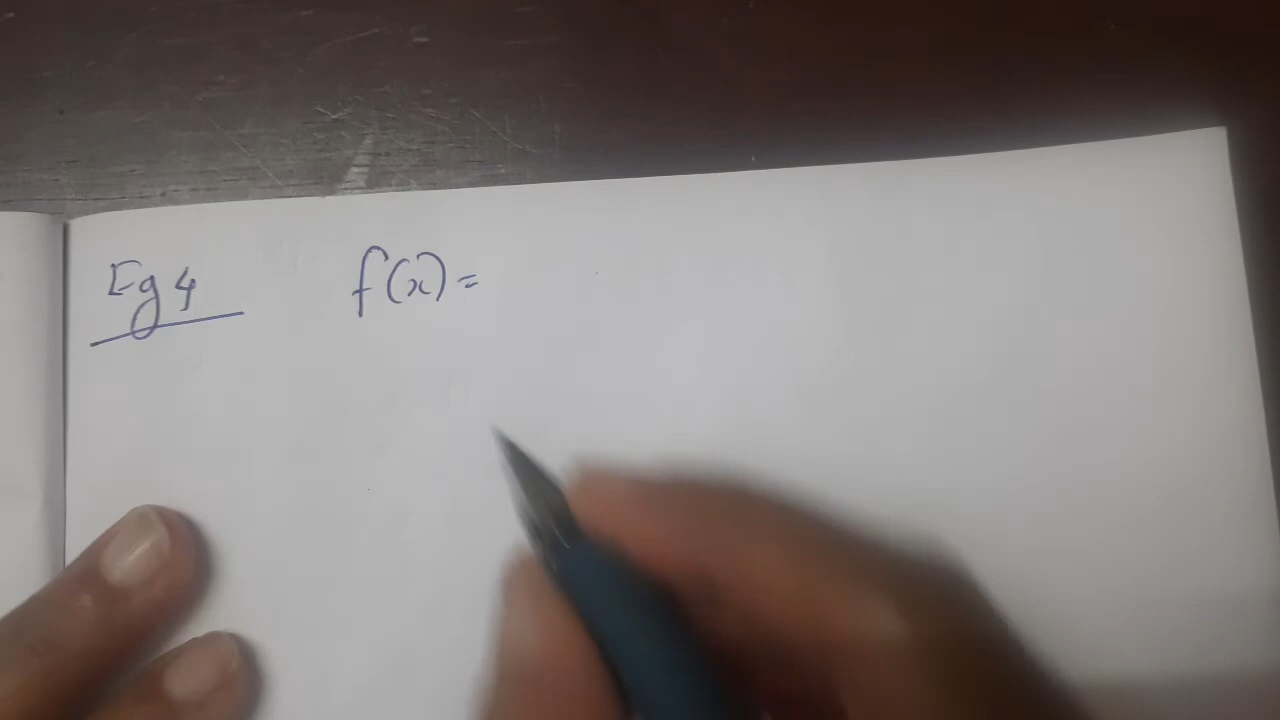 Eg 4 f(x) =